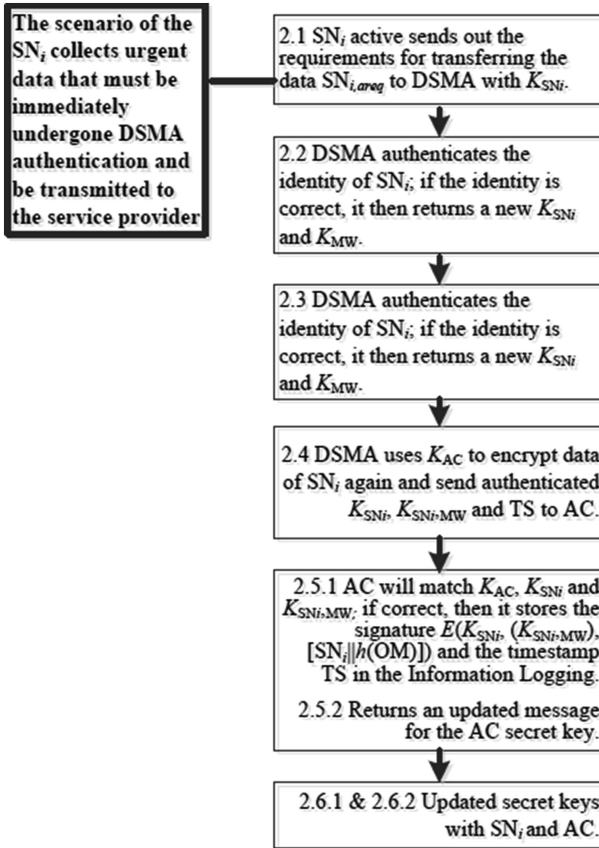 The scenario of the
SNi collects urgent
data that must be
immediately
undergone DSMA
authentication and
be transmitted to
the service provider
2.1 SNi active sends out the
requirements for transferring the
data SNi,areq to DSMA with KSNi.
2.2 DSMA authenticates the
identity of SNi; if the identity is
correct, it then returns a new KSNi
and KMW.
2.3 DSMA authenticates the
identity of SNi; if the identity is
correct, it then returns a new KSNi
and KMW.
2.4 DSMA uses KAC to encrypt data
of SNi again and send authenticated
KSNi, KSNi,MW and TS to AC.
2.5.1 AC will match KAC, KSNi and
KSNi,MW; if correct, then it stores the
signature E(KSNi, (KSNi,MW),
[SNi||h(OM)]) and the timestamp
TS in the Information Logging.
2.5.2 Returns an updated message
for the AC secret key.
2.6.1 & 2.6.2 Updated secret keys
with SNi and AC.